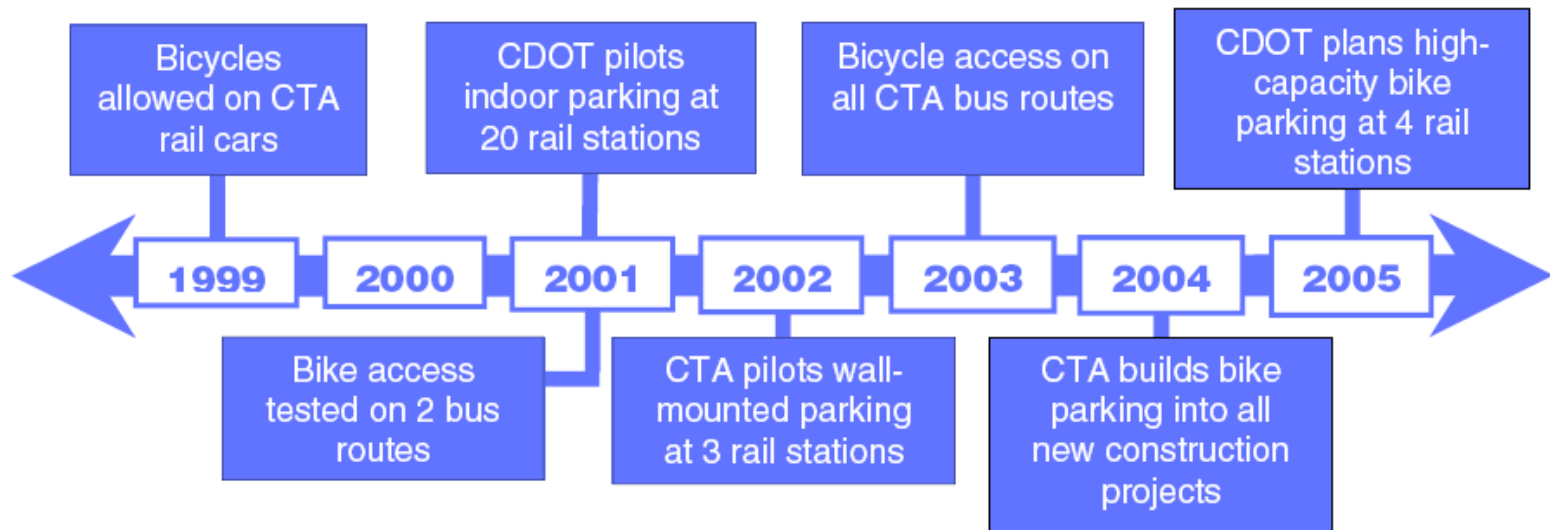 Bicycles
allowed on CTA
rail cars
CDOT pilots
indoor parking at
20 rail stations
Bicycle access on
all CTA bus routes
CDOT plans high-
capacity bike
parking at 4 rail
stations
1999
2000
2001
2002
2003
2004
2005
Bike access
tested on 2 bus
routes
CTA pilots wall-
mounted parking
at 3 rail stations
CTA builds bike
parking into all
new construction
projects